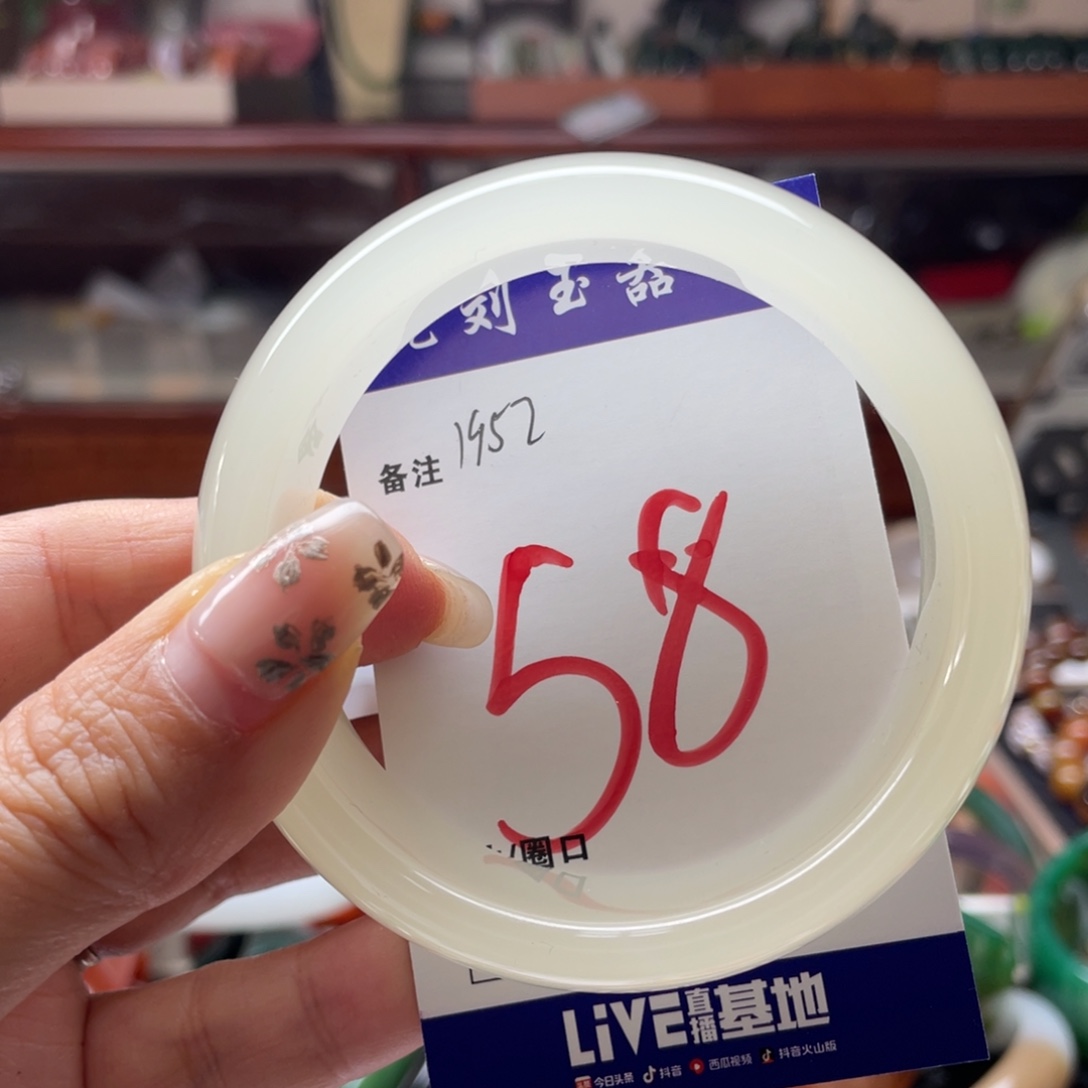 刘玉器
备注 1952
58
圈口
LiVE直播基地
今日头条 抖音 西瓜视频 抖音火山版